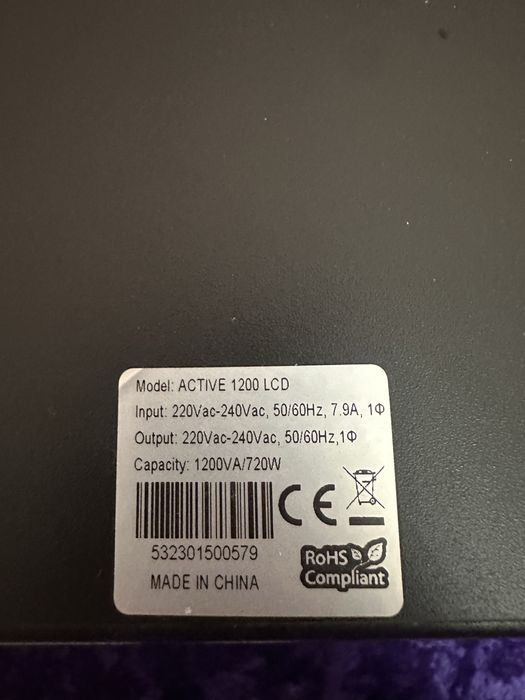 Model: ACTIVE 1200 LCD
Input: 220Vac-240Vac, 50/60Hz, 7.9A, 1Φ
Output: 220Vac-240Vac, 50/60Hz,1Φ
Capacity: 1200VA/720W
CE
532301500579
MADE IN CHINA
RoHS
Compliant